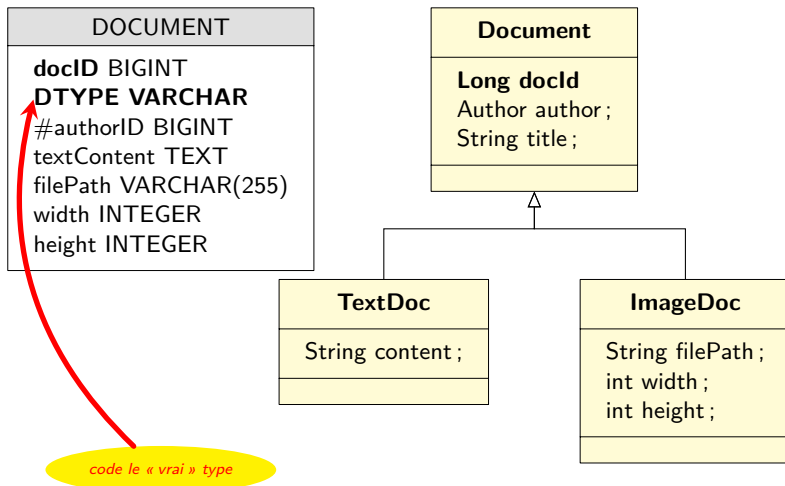 DOCUMENT
docID BIGINT
DTYPE VARCHAR
#authorID BIGINT
textContent TEXT
filePath VARCHAR(255)
width INTEGER
height INTEGER
Document
Long docId
Author author ;
String title ;
TextDoc
String content ;
ImageDoc
String filePath ;
int width ;
int height ;
code le « vrai » type